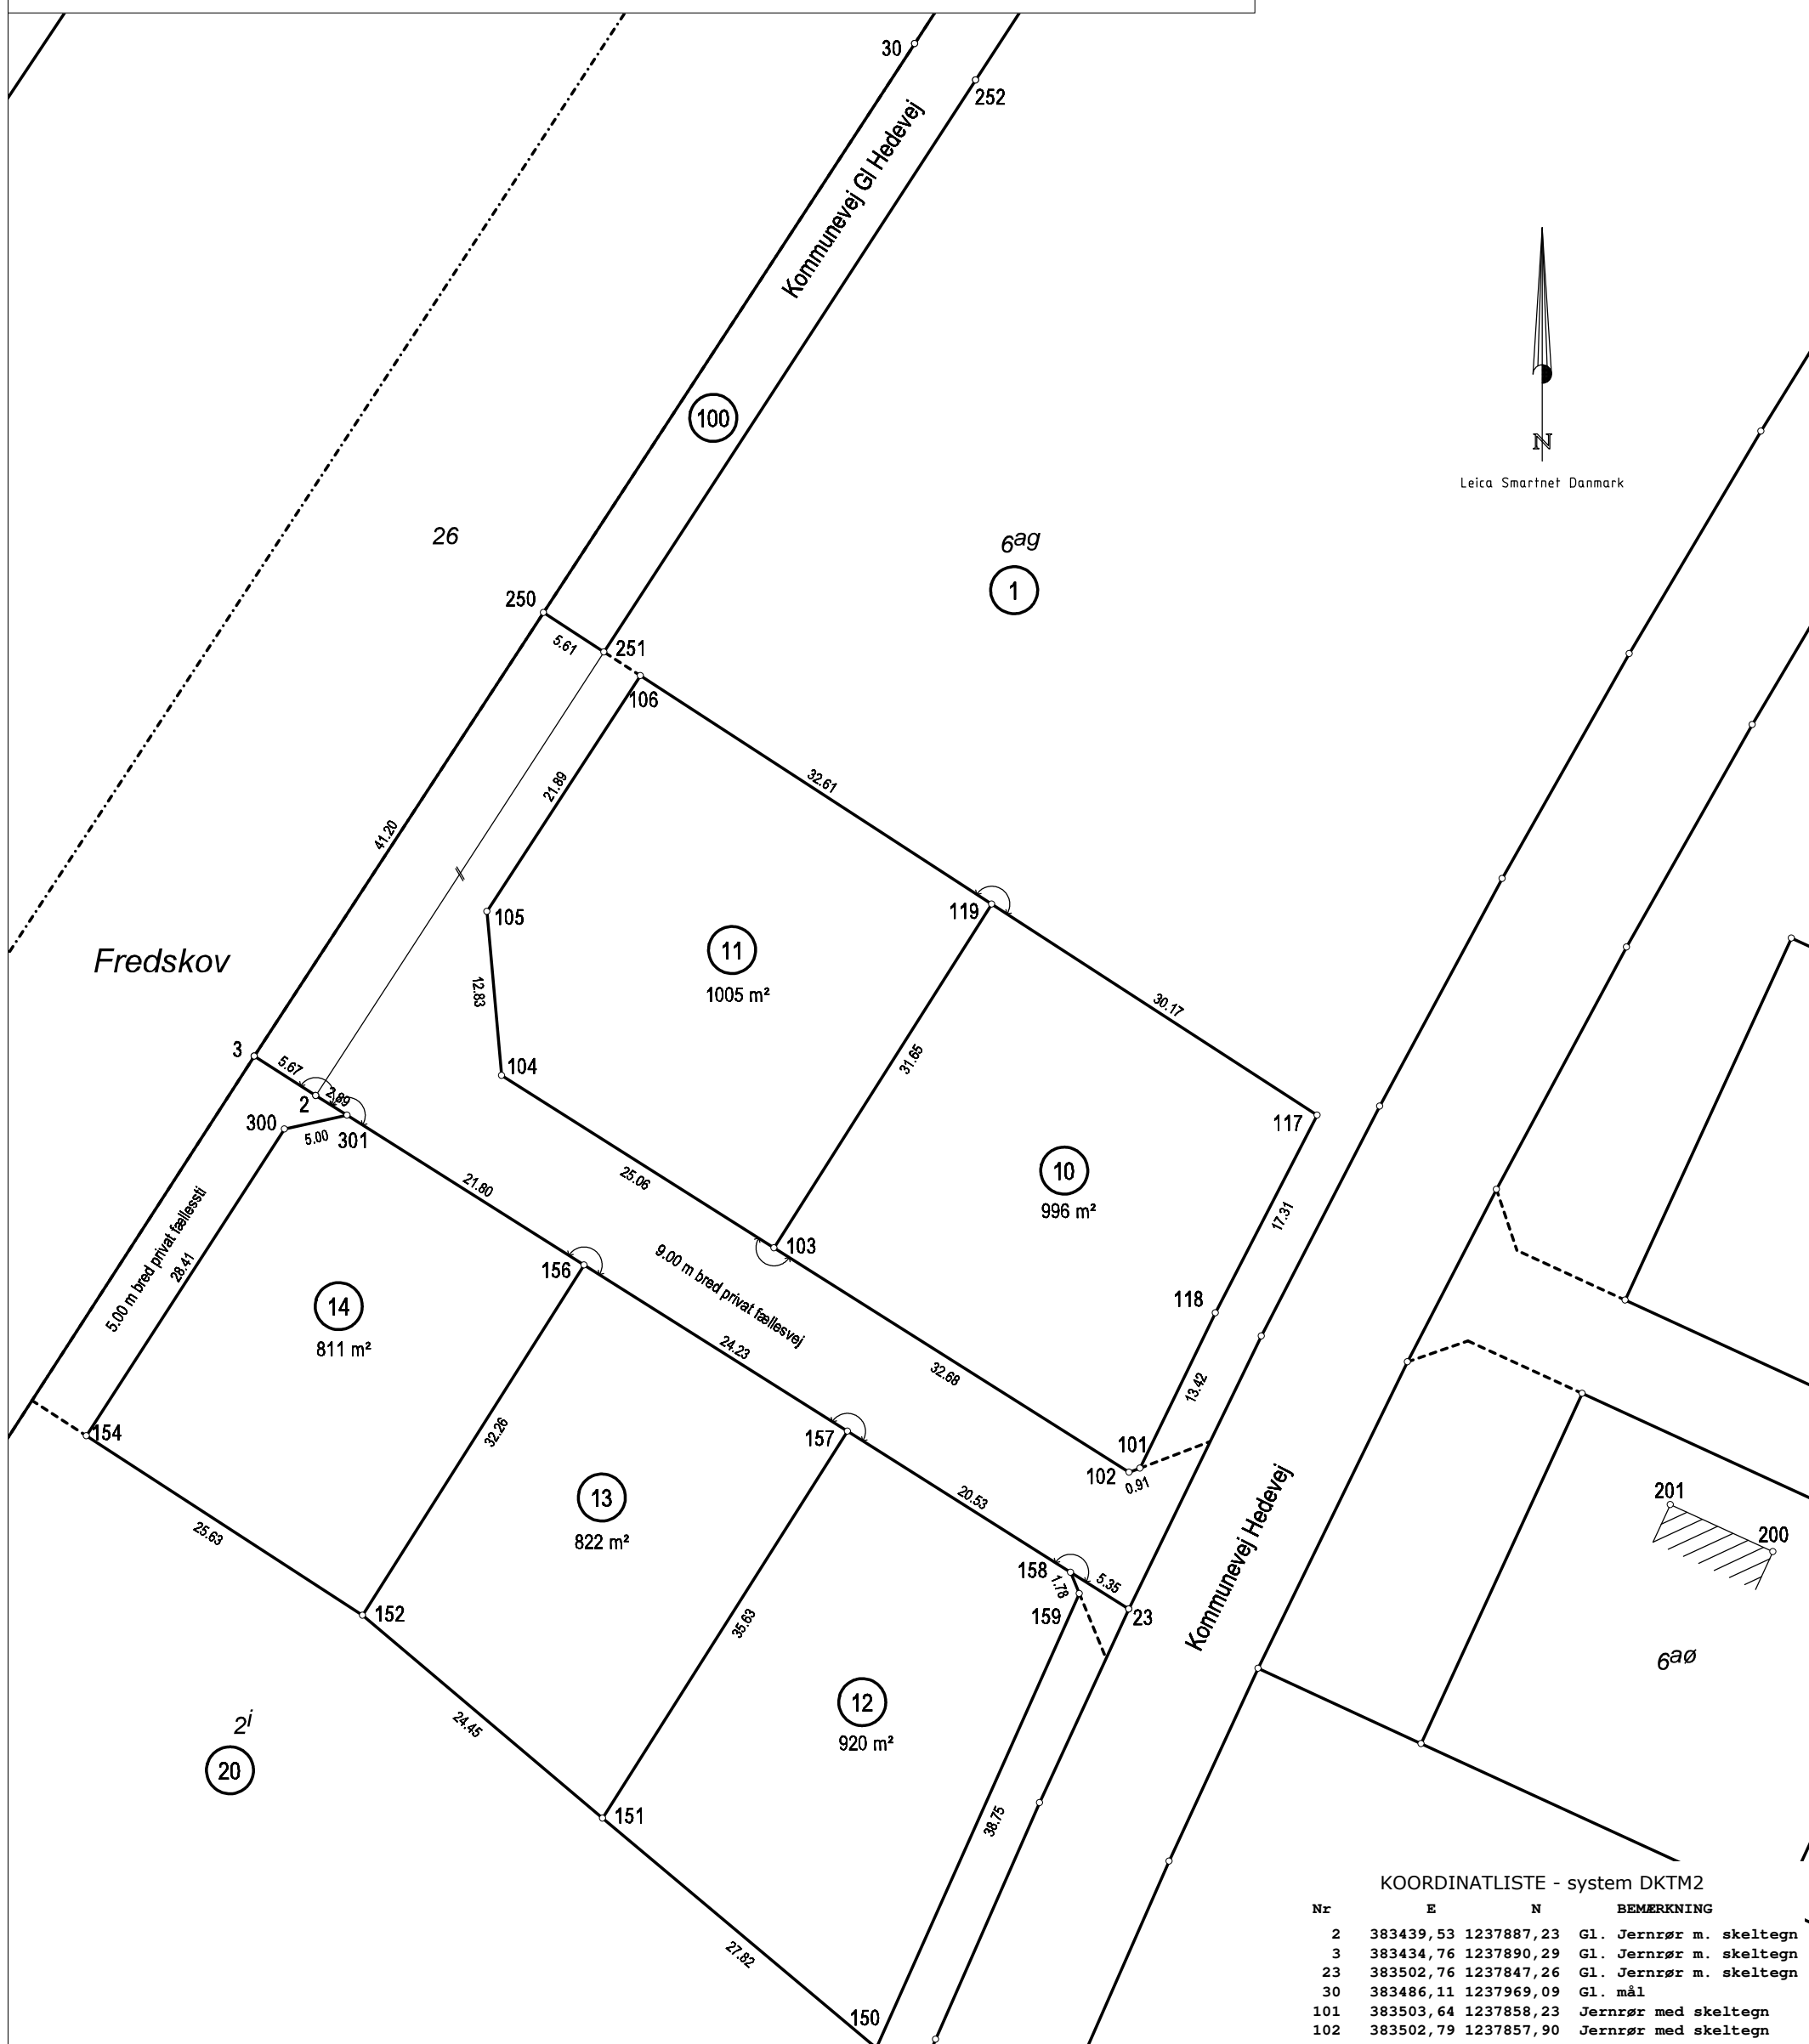 30
252
Kommunevej Gl Hedevej
100
N
Leica Smartnet Danmark
26
6ag
1
250
5.61
251
106
32.61
21.89
41.20
105
119
11
1005 m²
Fredskov
12.83
30.17
3
5.67
2
2.89
104
31.65
300
5.00
301
117
10
996 m²
25.06
21.80
17.31
5.00 m bred privat fællessti
28.41
103
156
9.00 m bred privat fællesvej
118
14
811 m²
24.23
32.68
13.42
154
32.26
157
101
102
0.91
Kommunevej Hedevej
13
822 m²
20.53
25.63
201
200
158
1.78
5.35
159
23
152
35.63
6aø
12
920 m²
2i
20
24.45
151
38.75
27.82
150
KOORDINATLISTE - system DKTM2
Nr E N BEMÆRKNING
2 383439,53 1237887,23 Gl. Jernrør m. skeltegn
3 383434,76 1237890,29 Gl. Jernrør m. skeltegn
23 383502,76 1237847,26 Gl. Jernrør m. skeltegn
30 383486,11 1237969,09 Gl. mål
101 383503,64 1237858,23 Jernrør med skeltegn
102 383502,79 1237857,90 Jernrør med skeltegn